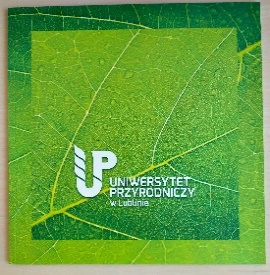 UP
UNIWERSYTET
PRZYRODNICZY
w Lublinie